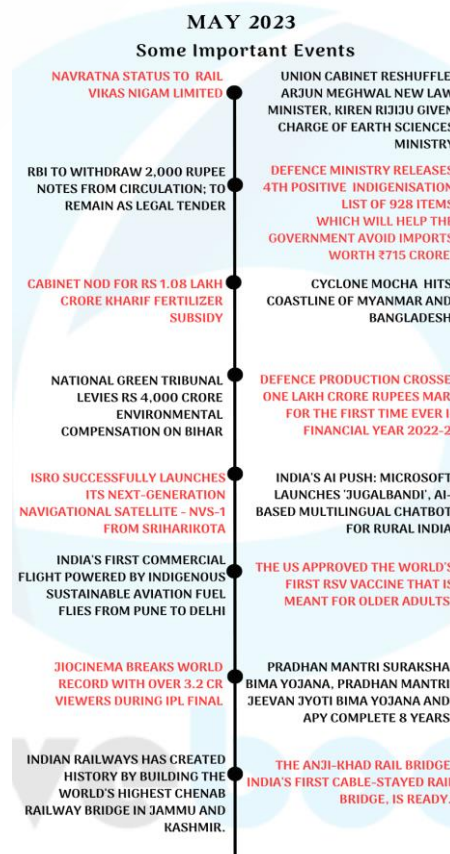 MAY 2023
Some Important Events
NAVRATNA STATUS TO RAIL
VIKAS NIGAM LIMITED
UNION CABINET RESHUFFLE
ARJUN MEGHWAL NEW LAW
MINISTER, KIREN RIJIJU GIVEN
CHARGE OF EARTH SCIENCES
MINISTRY
RBI TO WITHDRAW 2,000 RUPEE
NOTES FROM CIRCULATION; TO
REMAIN AS LEGAL TENDER
DEFENCE MINISTRY RELEASES
4TH POSITIVE INDIGENISATION
LIST OF 928 ITEMS
WHICH WILL HELP THE
GOVERNMENT AVOID IMPORTS
WORTH ₹715 CRORE
CABINET NOD FOR RS 1.08 LAKH
CRORE KHARIF FERTILIZER
SUBSIDY
CYCLONE MOCHA HITS
COASTLINE OF MYANMAR AND
BANGLADESH
NATIONAL GREEN TRIBUNAL
LEVIES RS 4,000 CRORE
ENVIRONMENTAL
COMPENSATION ON BIHAR
DEFENCE PRODUCTION CROSSE
ONE LAKH CRORE RUPEES MAR
FOR THE FIRST TIME EVER I
FINANCIAL YEAR 2022-2
ISRO SUCCESSFULLY LAUNCHES
ITS NEXT-GENERATION
NAVIGATIONAL SATELLITE - NVS-1
FROM SRIHARIKOTA
INDIA'S AI PUSH: MICROSOFT
LAUNCHES 'JUGALBANDI', AI-
BASED MULTILINGUAL CHATBOT
FOR RURAL INDIA
INDIA'S FIRST COMMERCIAL
FLIGHT POWERED BY INDIGENOUS
SUSTAINABLE AVIATION FUEL
FLIES FROM PUNE TO DELHI
THE US APPROVED THE WORLD'S
FIRST RSV VACCINE THAT IS
MEANT FOR OLDER ADULTS
JIOCINEMA BREAKS WORLD
RECORD WITH OVER 3.2 CR
VIEWERS DURING IPL FINAL
PRADHAN MANTRI SURAKSHA
BIMA YOJANA, PRADHAN MANTRI
JEEVAN JYOTI BIMA YOJANA AND
APY COMPLETE 8 YEARS
INDIAN RAILWAYS HAS CREATED
HISTORY BY BUILDING THE
WORLD'S HIGHEST CHENAB
RAILWAY BRIDGE IN JAMMU AND
KASHMIR.
THE ANJI-KHAD RAIL BRIDGE
INDIA'S FIRST CABLE-STAYED RAI
BRIDGE, IS READY.